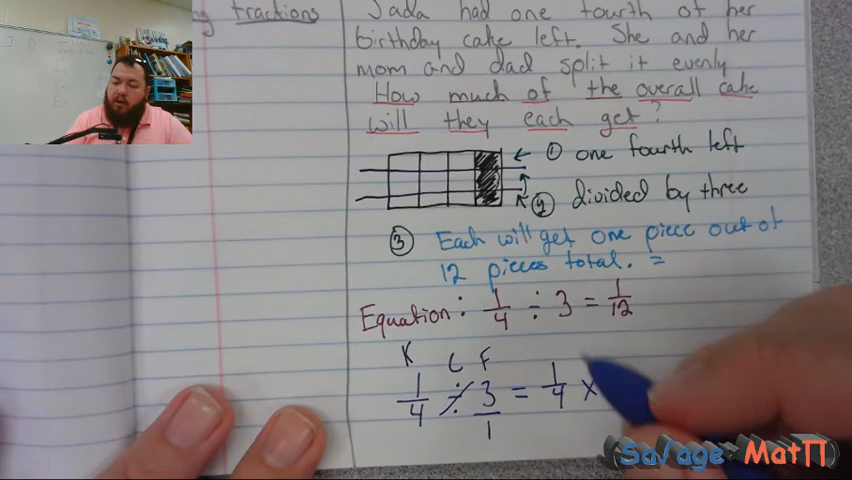 fractions
Jada had one fourth of her
birthday cake left. She and her
mom and dad split it evenly
How much of the overall cake
will they each get?
① one fourth left
② divided by three
③ Each will get one piece out of
12 pieces total. =
Equation: 1/4 ÷ 3 = 1/12
K C F
1/4 ÷ 3/1 = 1/4 ×
Savage Math